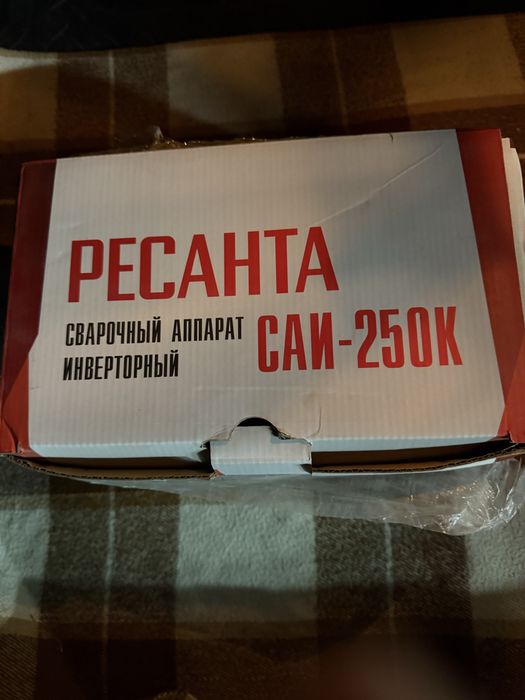 РЕСАНТА
СВАРОЧНЫЙ АППАРАТ
ИНВЕРТОРНЫЙ
САИ-250К